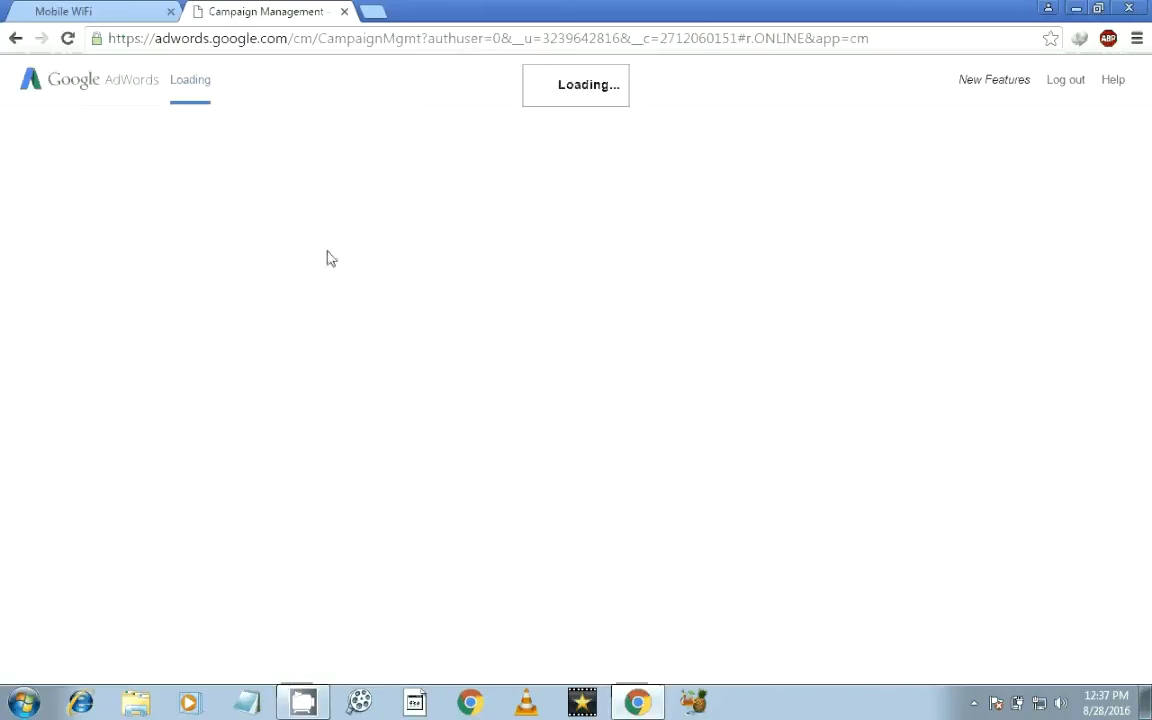 Mobile WiFi
Campaign Management -
https://adwords.google.com/cm/CampaignMgmt?authuser=0&__u=3239642816&__c=2712060151#r.ONLINE&app=cm
ABP
Google AdWords Loading
Loading...
New Features Log out Help
12:37 PM
8/28/2016